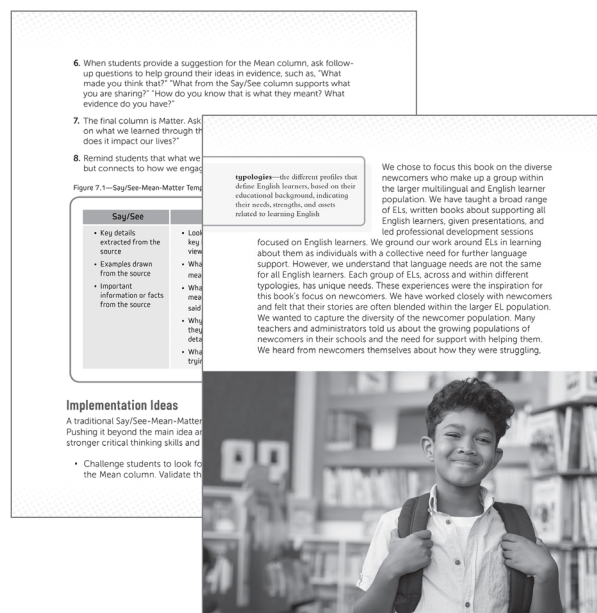 6. When students provide a suggestion for the Mean column, ask follow-
up questions to help ground their ideas in evidence, such as, "What
made you think that?" "What from the Say/See column supports what
you are sharing?" "How do you know that is what they meant? What
evidence do you have?"
7. The final column is Matter. Ask
on what we learned through th
does it impact our lives?"
8. Remind students that what we
but connects to how we engag
Figure 7.1—See-Mean-Matter Temp
Say/See
• Key details
extracted from the
source
• Examples drawn
from the source
• Important
information or facts
from the source
• Look
key
view
• Wha
mea
• Wha
mea
said
• Why
they
deta
• Wha
tryin
Implementation Ideas
A traditional Say/See-Mean-Matter
Pushing it beyond the main idea an
stronger critical thinking skills and
• Challenge students to look fo
the Mean column. Validate th
typologies—the different profiles that
define English learners, based on their
educational background, indicating
their needs, strengths, and assets
related to learning English
We chose to focus this book on the diverse
newcomers who make up a group within
the larger multilingual and English learner
population. We have taught a broad range
of ELs, written books about supporting all
English learners, given presentations, and
led professional development sessions
focused on English learners. We ground our work around ELs in learning
about them as individuals with a collective need for further language
support. However, we understand that language needs are not the same
for all English learners. Each group of ELs, across and within different
typologies, has unique needs. These experiences were the inspiration for
this book's focus on newcomers. We have worked closely with newcomers
and felt that their stories are often blended within the larger EL population.
We wanted to capture the diversity of the newcomer population. Many
teachers and administrators told us about the growing populations of
newcomers in their schools and the need for support with helping them.
We heard from newcomers themselves about how they were struggling,